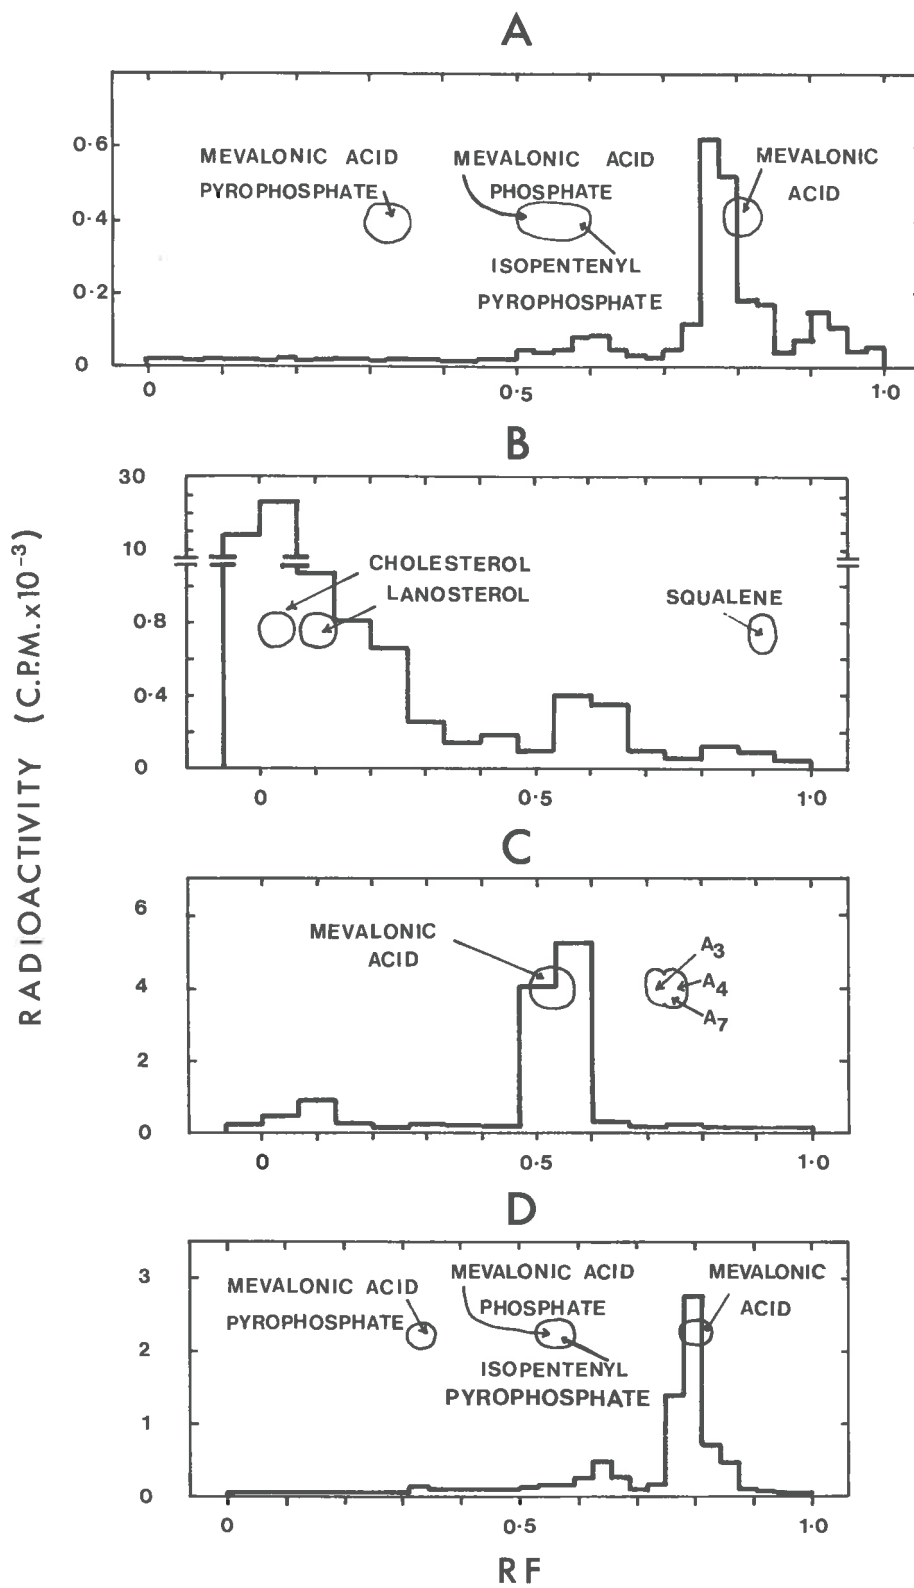 A
0·6
0·4
0·2
0
MEVALONIC ACID
PYROPHOSPHATE
MEVALONIC ACID
PHOSPHATE
ISOPENTENYL
PYROPHOSPHATE
MEVALONIC
ACID
0
0·5
1·0
B
30
10
0·8
0·4
0
CHOLESTEROL
LANOSTEROL
SQUALENE
0
0·5
1·0
RADIOACTIVITY (C.P.M.x10⁻³)
C
6
4
2
0
MEVALONIC
ACID
A₃
A₄
A₇
0
0·5
1·0
D
3
2
1
0
MEVALONIC ACID
PYROPHOSPHATE
MEVALONIC ACID
PHOSPHATE
ISOPENTENYL
PYROPHOSPHATE
MEVALONIC
ACID
0
0·5
1·0
RF